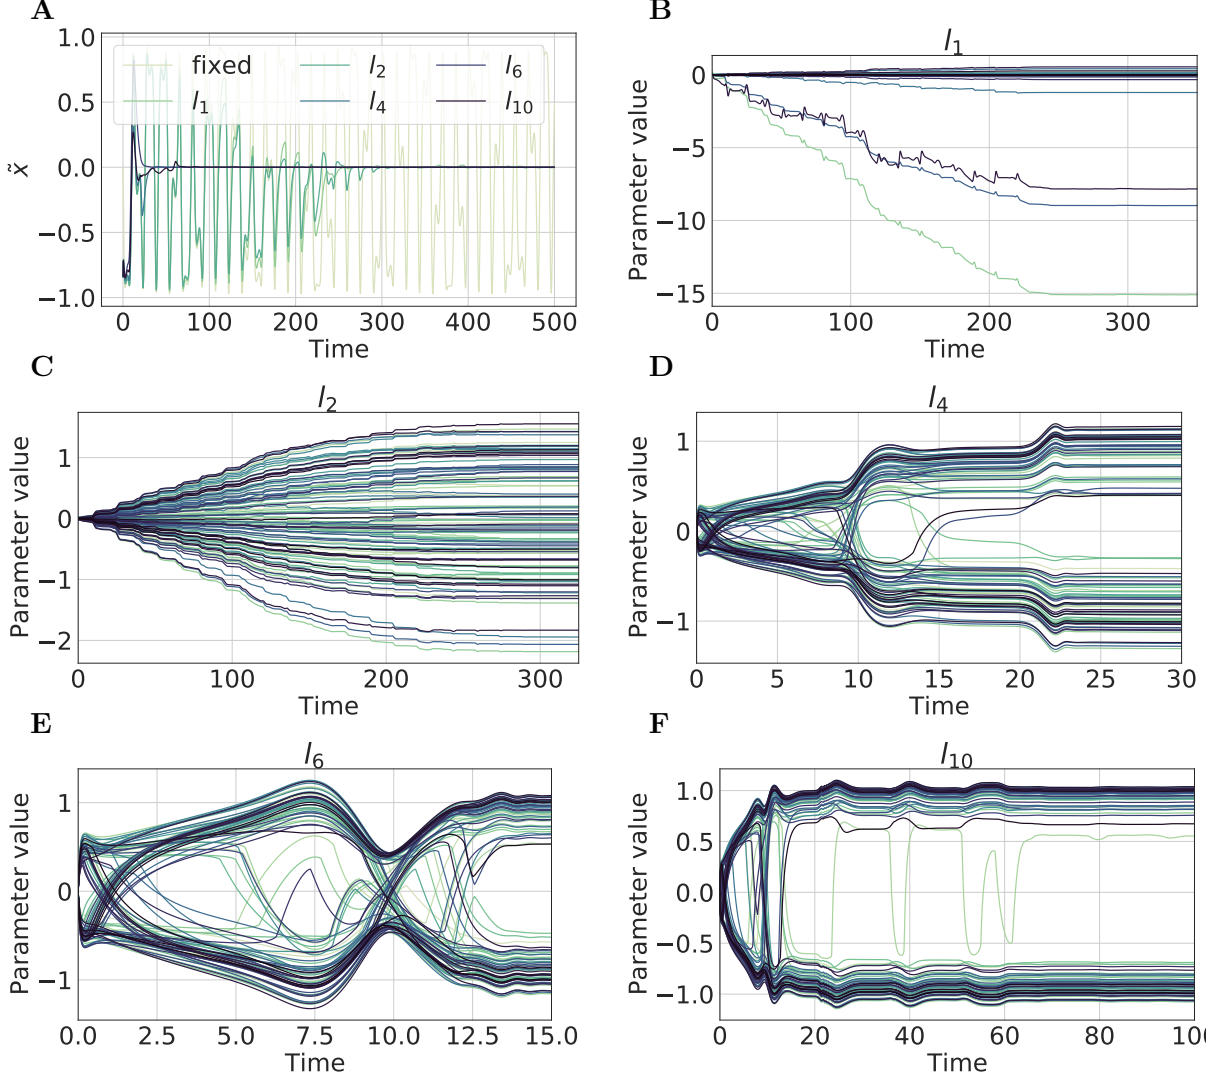 A
1.0
0.5
0.0
−0.5
−1.0
x̃
fixed l₂ l₆
l₁ l₄ l₁₀
0 100 200 300 400 500
Time
B
l₁
0
−5
−10
−15
Parameter value
0 100 200 300
Time
C
l₂
1
0
−1
−2
Parameter value
0 100 200 300
Time
D
l₄
1
0
−1
Parameter value
0 5 10 15 20 25 30
Time
E
l₆
1
0
−1
Parameter value
0.0 2.5 5.0 7.5 10.0 12.5 15.0
Time
F
l₁₀
1.0
0.5
0.0
−0.5
−1.0
Parameter value
0 20 40 60 80 100
Time